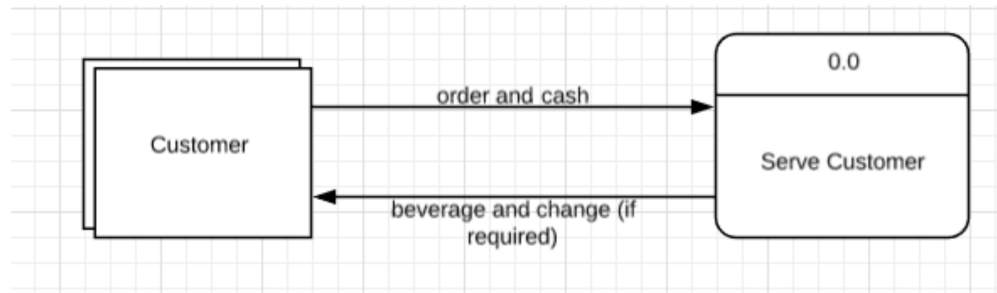 0.0
order and cash
Customer
Serve Customer
beverage and change (if
required)